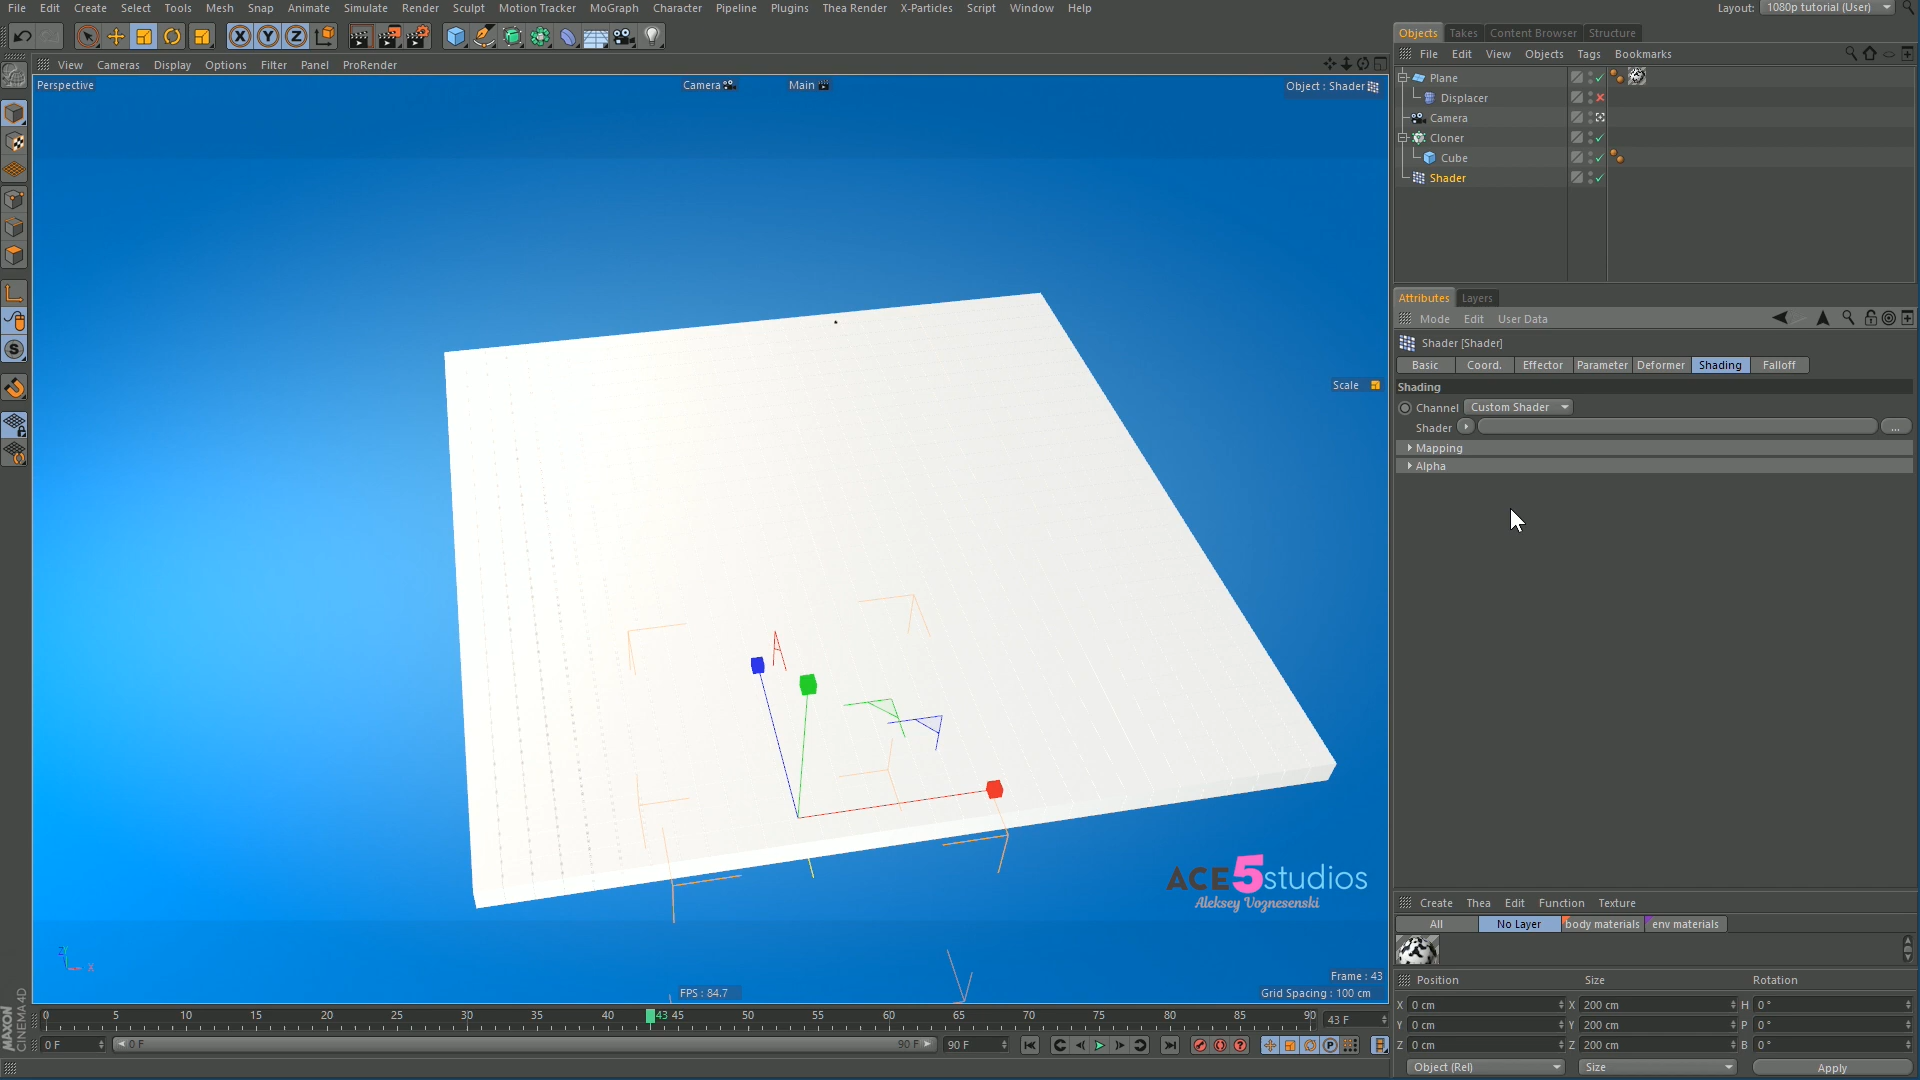 File Edit Create Select Tools Mesh Snap Animate Simulate Render Sculpt Motion Tracker MoGraph Character Pipeline Plugins Thea Render X-Particles Script Window Help Layout: 1080p tutorial (User)
View Cameras Display Options Filter Panel ProRender
Perspective Camera Main Object : Shader
Scale
ACE5studios
Aleksey Voznesenski
Y X
FPS : 84.7
Frame : 43
Grid Spacing : 100 cm
Objects Takes Content Browser Structure
File Edit View Objects Tags Bookmarks
Plane
Displacer
Camera
Cloner
Cube
Shader
Attributes Layers
Mode Edit User Data
Shader [Shader]
Basic Coord. Effector Parameter Deformer Shading Falloff
Shading
Channel Custom Shader
Shader ...
Mapping
Alpha
Create Thea Edit Function Texture
All No Layer body materials env materials
Position Size Rotation
X 0 cm X 200 cm H 0 °
Y 0 cm Y 200 cm P 0 °
Z 0 cm Z 200 cm B 0 °
Object (Rel) Size Apply
0 5 10 15 20 25 30 35 40 43 45 50 55 60 65 70 75 80 85 90 43 F
0 F 0 F 90 F 90 F
MAXON
CINEMA 4D